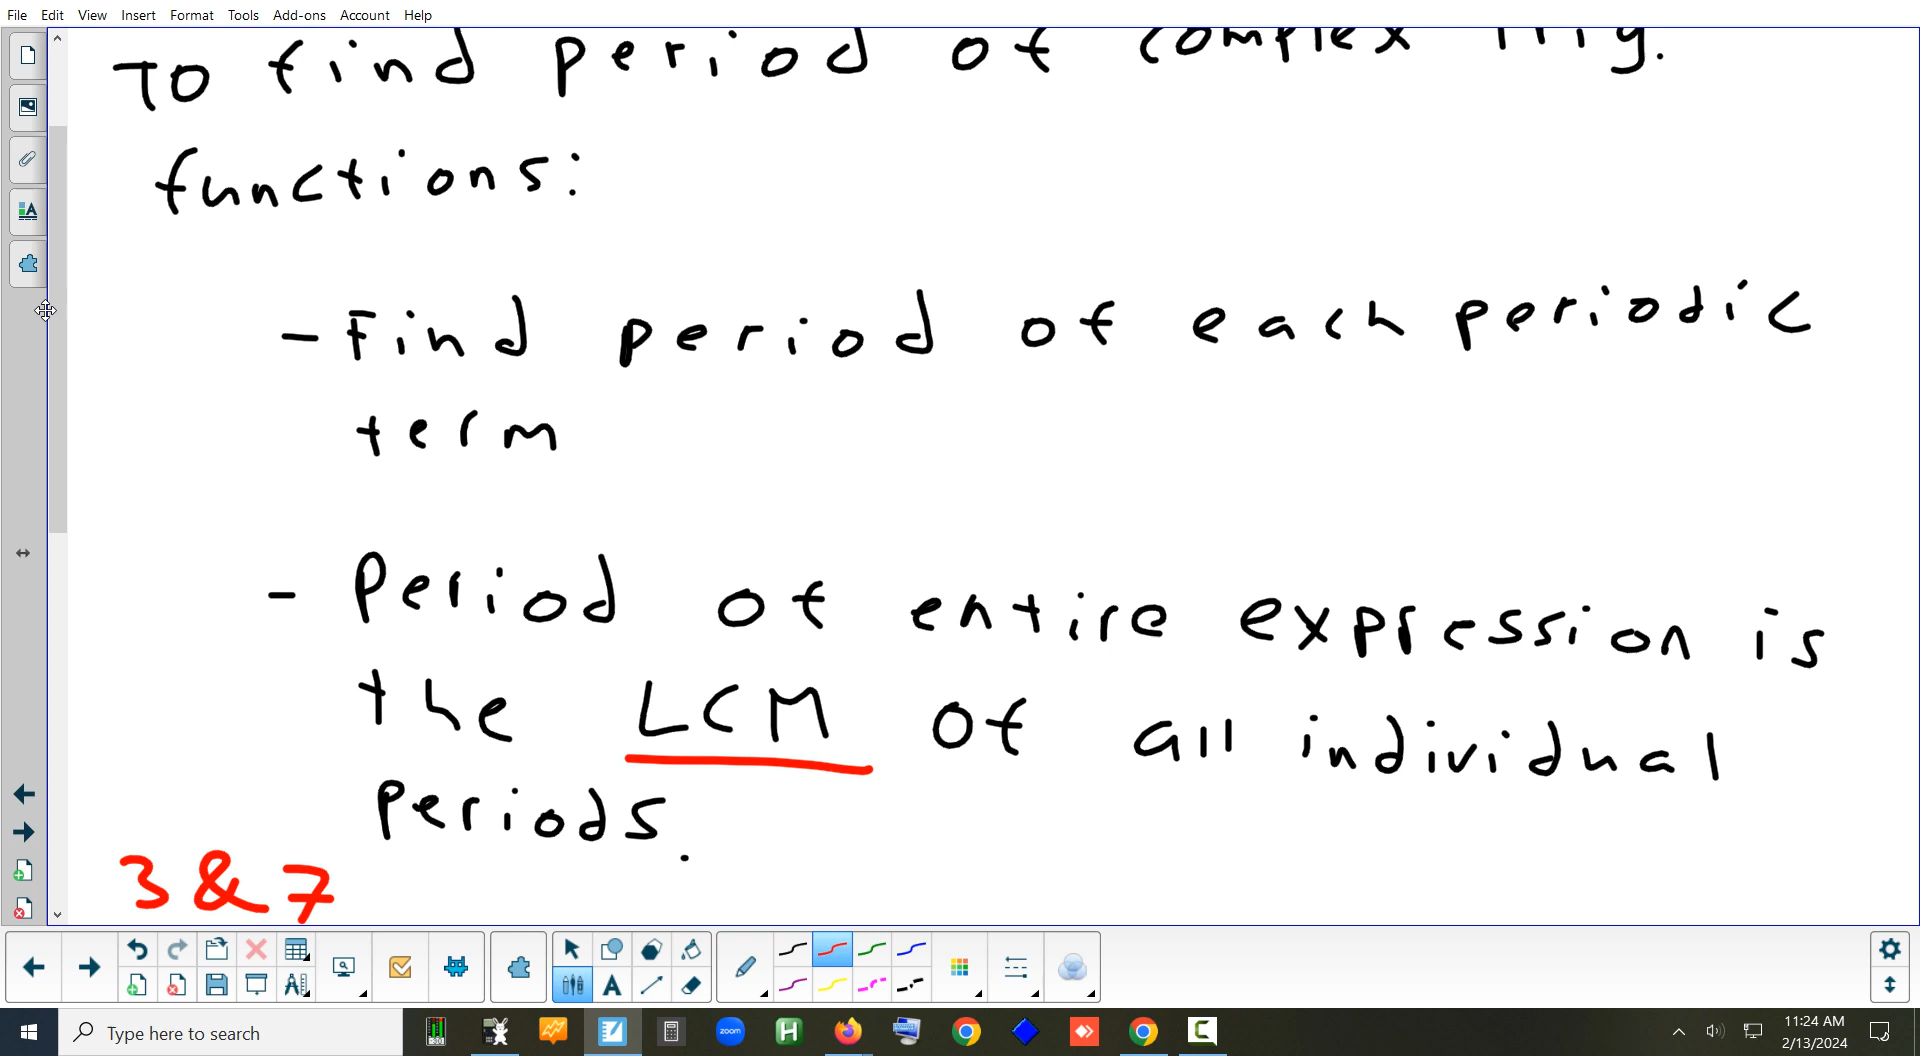 File Edit View Insert Format Tools Add-ons Account Help
To find period of complex trig.
functions:
- Find period of each periodic
term
- Period of entire expression is
the LCM of all individual
periods.
3 & 7
Type here to search
zoom
11:24 AM
2/13/2024